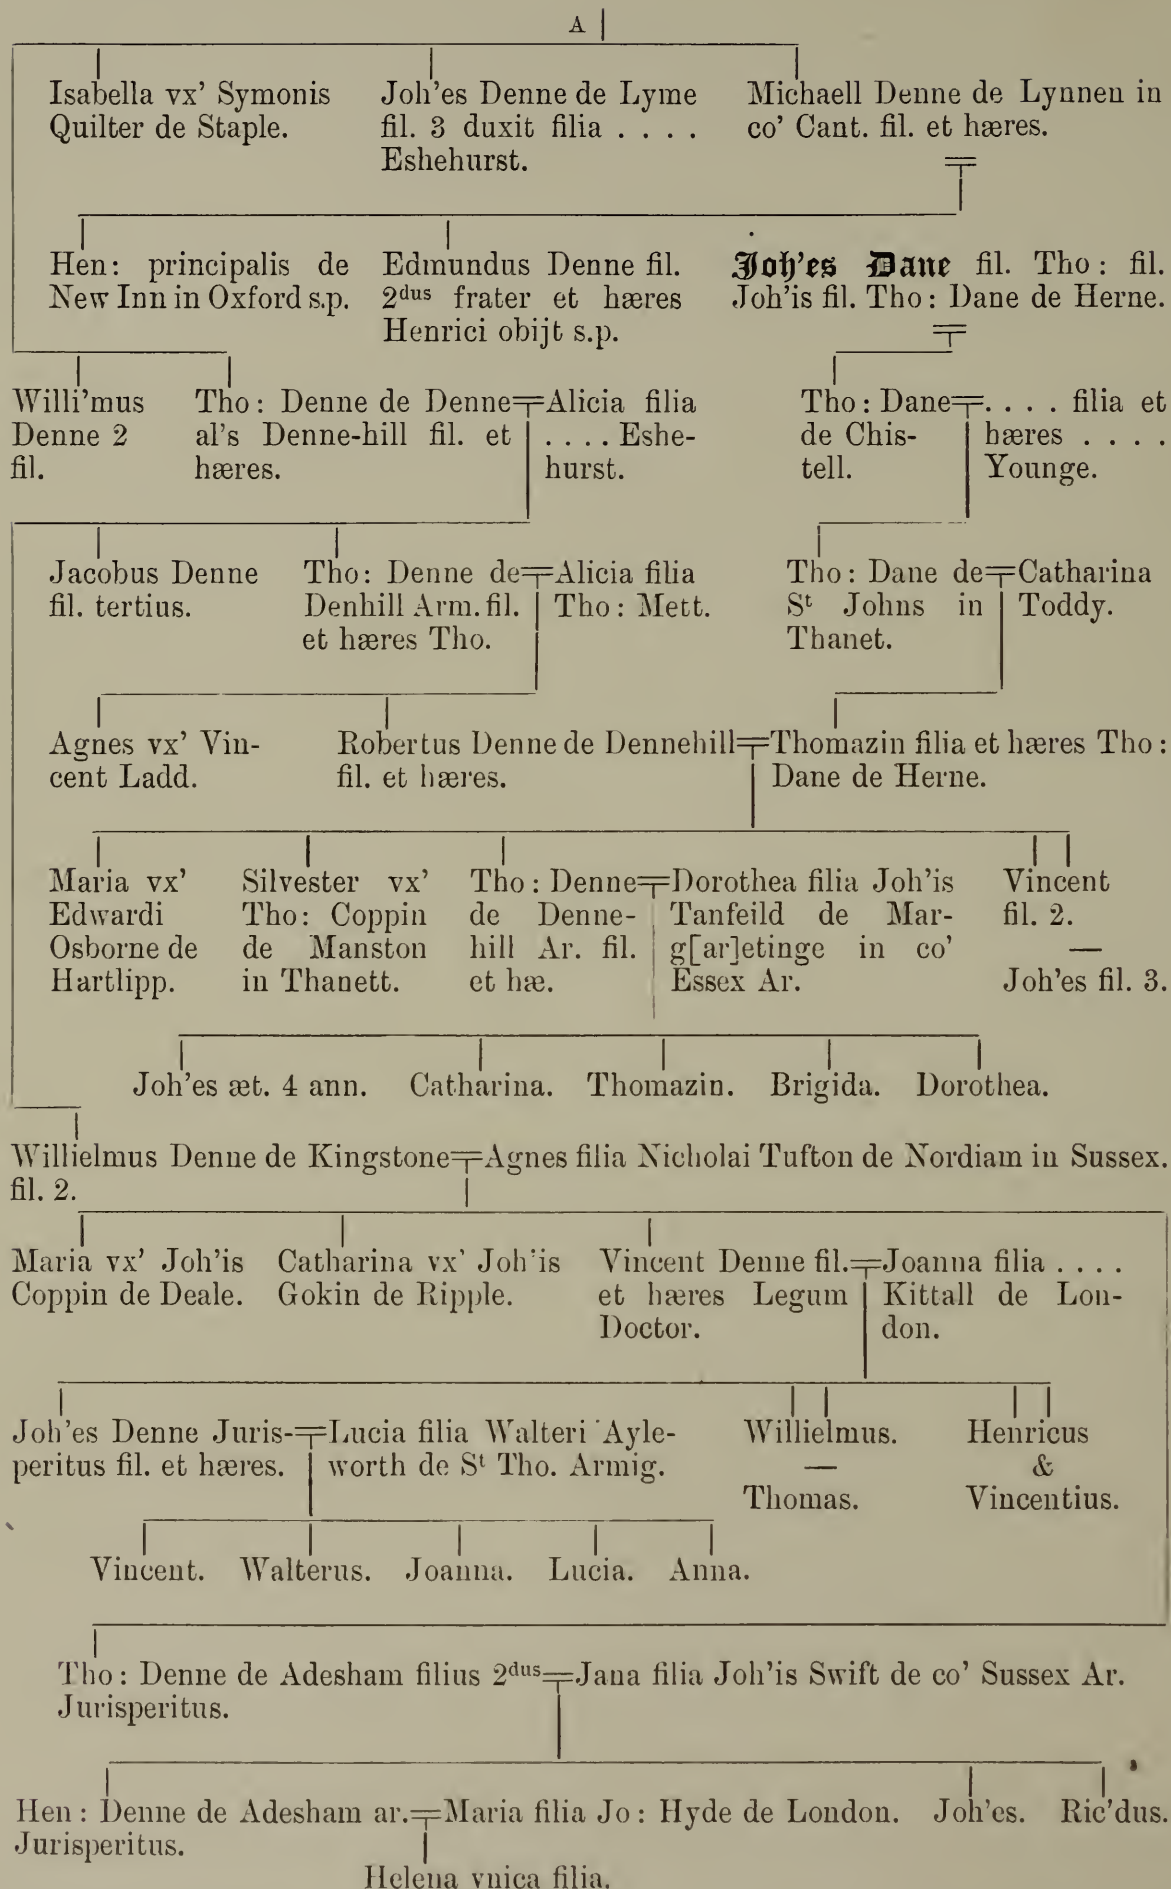 A
Isabella vx' Symonis
Quilter de Staple.
Joh'es Denne de Lyme
fil. 3 duxit filia . . . .
Eshehurst.
Michaell Denne de Lynnen in
co' Cant. fil. et hæres.
Hen: principalis de
New Inn in Oxford s.p.
Edmundus Denne fil.
2dus frater et hæres
Henrici obijt s.p.
Joh'es Dane fil. Tho: fil.
Joh'is fil. Tho: Dane de Herne.
Willi'mus
Denne 2
fil.
Tho: Denne de Denne
al's Denne-hill fil. et
hæres.
Alicia filia
. . . . Eshe-
hurst.
Tho: Dane
de Chis-
tell.
. . . . filia et
hæres . . . .
Younge.
Jacobus Denne
fil. tertius.
Tho: Denne de
Denhill Arm. fil.
et hæres Tho.
Alicia filia
Tho: Mett.
Tho: Dane de
St Johns in
Thanet.
Catharina
Toddy.
Agnes vx' Vin-
cent Ladd.
Robertus Denne de Dennehill
fil. et hæres.
Thomazin filia et hæres Tho:
Dane de Herne.
Maria vx'
Edwardi
Osborne de
Hartlipp.
Silvester vx'
Tho: Coppin
de Manston
in Thanett.
Tho: Denne
de Denne-
hill Ar. fil.
et hæ.
Dorothea filia Joh'is
Tanfeild de Mar-
g[ar]etinge in co'
Essex Ar.
Vincent
fil. 2.
—
Joh'es fil. 3.
Joh'es æt. 4 ann. Catharina. Thomazin. Brigida. Dorothea.
Willielmus Denne de Kingstone
fil. 2.
Agnes filia Nicholai Tufton de Nordiam in Sussex.
Maria vx' Joh'is
Coppin de Deale.
Catharina vx' Joh'is
Gokin de Ripple.
Vincent Denne fil.
et hæres Legum
Doctor.
Joanna filia . . . .
Kittall de Lon-
don.
Joh'es Denne Juris-
peritus fil. et hæres.
Lucia filia Walteri Ayle-
worth de St Tho. Armig.
Willielmus.
—
Thomas.
Henricus
&
Vincentius.
Vincent. Walterus. Joanna. Lucia. Anna.
Tho: Denne de Adesham filius 2dus
Jurisperitus.
Jana filia Joh'is Swift de co' Sussex Ar.
Hen: Denne de Adesham ar.
Jurisperitus.
Maria filia Jo: Hyde de London. Joh'es. Ric'dus.
Helena vnica filia.